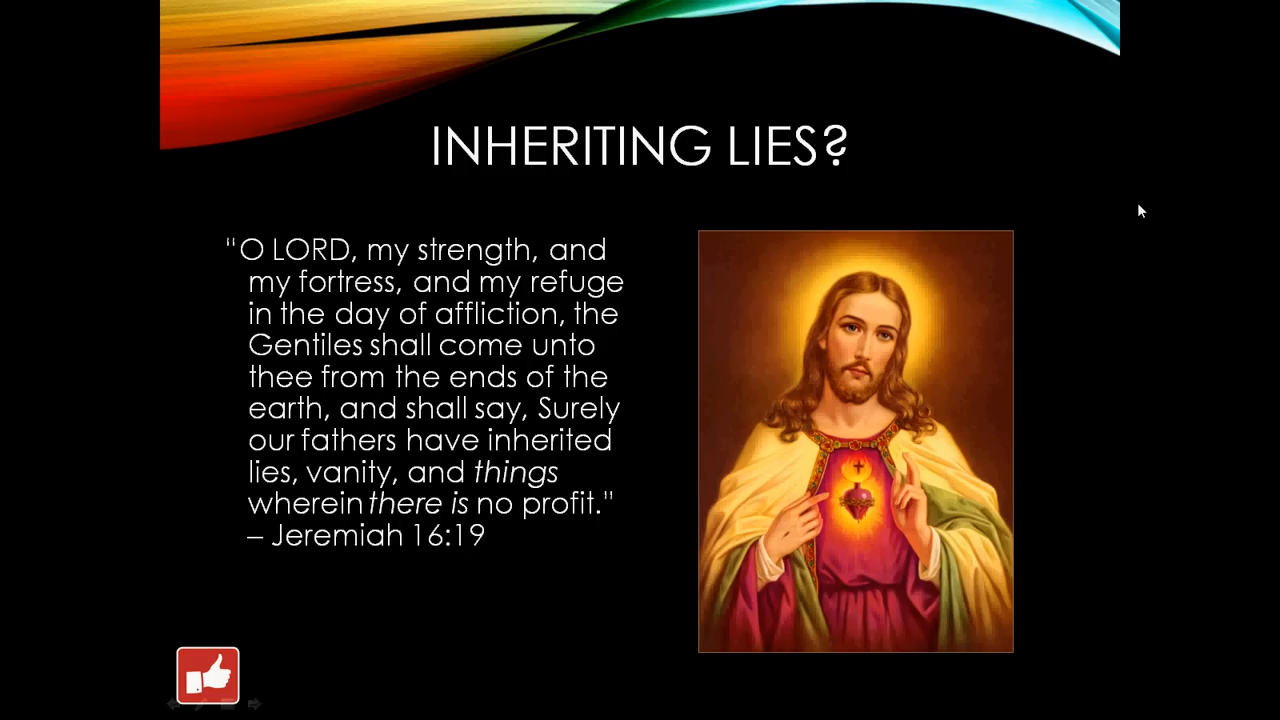 INHERITING LIES?
"O LORD, my strength, and
my fortress, and my refuge
in the day of affliction, the
Gentiles shall come unto
thee from the ends of the
earth, and shall say, Surely
our fathers have inherited
lies, vanity, and things
wherein there is no profit."
– Jeremiah 16:19